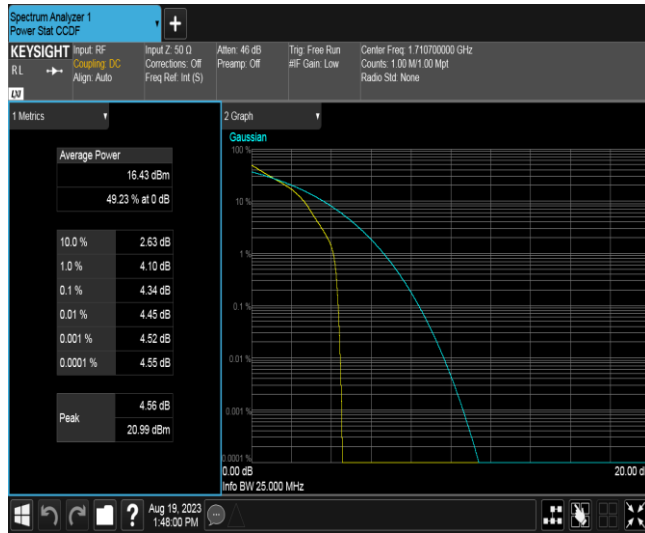 Spectrum Analyzer 1
Power Stat CCDF
+
KEYSIGHT
Input: RF
Input Z: 50 Ω
Atten: 46 dB
Trig: Free Run
Center Freq: 1.710700000 GHz
RL
Coupling: DC
Corrections: Off
Preamp: Off
#IF Gain: Low
Counts: 1.00 M/1.00 Mpt
Align: Auto
Freq Ref: Int (S)
Radio Std: None
LXI
1 Metrics
Average Power
16.43 dBm
49.23 % at 0 dB
10.0 % 2.63 dB
1.0 % 4.10 dB
0.1 % 4.34 dB
0.01 % 4.45 dB
0.001 % 4.52 dB
0.0001 % 4.55 dB
Peak
4.56 dB
20.99 dBm
2 Graph
Gaussian
100 %
10 %
1 %
0.1 %
0.01 %
0.001 %
0.0001 %
0.00 dB
20.00 d
Info BW 25.000 MHz
?
Aug 19, 2023
1:48:00 PM